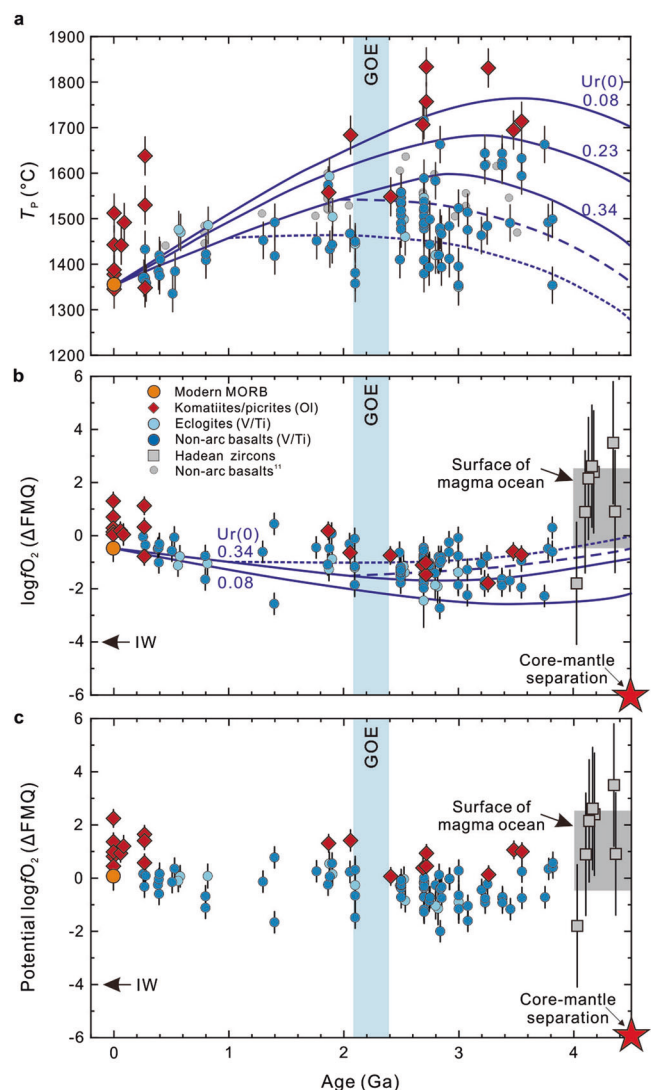 a
1900
1800
1700
1600
1500
1400
1300
1200
T_P (°C)
GOE
Ur(0)
0.08
0.23
0.34
b
6
4
2
0
-2
-4
-6
logfO₂ (ΔFMQ)
GOE
Modern MORB
Komatiites/picrites (Ol)
Eclogites (V/Ti)
Non-arc basalts (V/Ti)
Hadean zircons
Non-arc basalts¹¹
Surface of
magma ocean
Ur(0)
0.34
0.08
IW
Core-mantle
separation
c
6
4
2
0
-2
-4
-6
Potential logfO₂ (ΔFMQ)
GOE
Surface of
magma ocean
IW
Core-mantle
separation
0
1
2
3
4
Age (Ga)